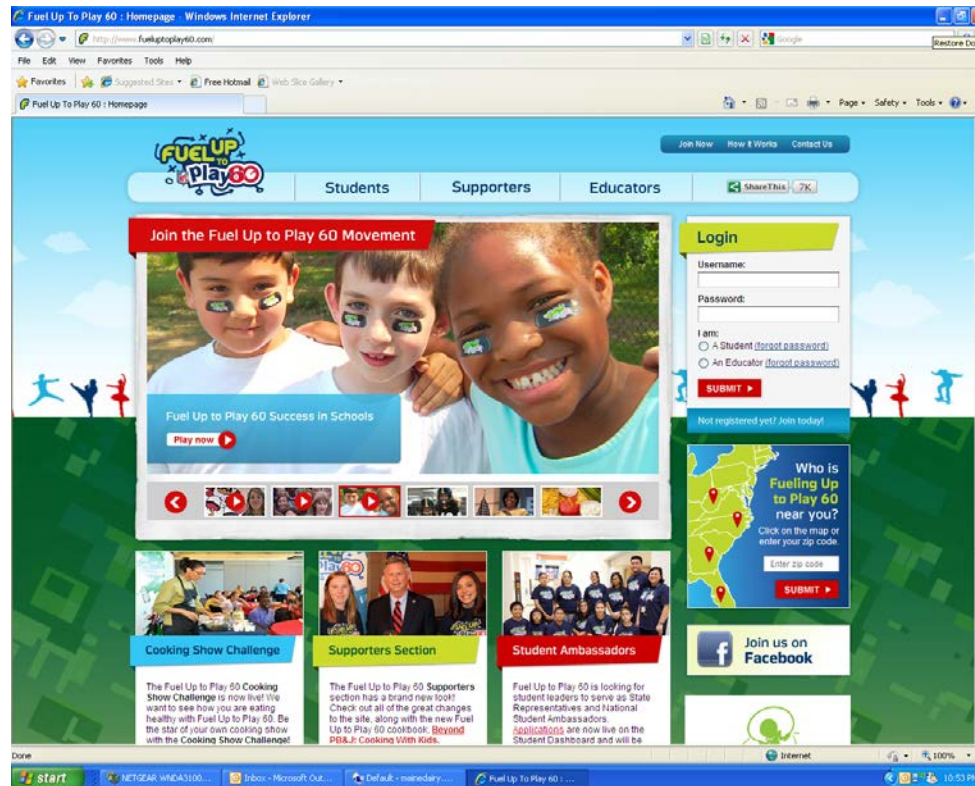 Fuel Up To Play 60 : Homepage - Windows Internet Explorer
http://www.fueluptoplay60.com/
Google
Restore Do
File Edit View Favorites Tools Help
Favorites Suggested Sites Free Hotmail Web Slice Gallery
Fuel Up To Play 60 : Homepage
Page Safety Tools
FUEL UP TO Play 60
Join Now How It Works Contact Us
Students Supporters Educators
ShareThis 7K
Join the Fuel Up to Play 60 Movement
Fuel Up to Play 60 Success in Schools
Play now
Login
Username:
Password:
I am:
A Student (forgot password)
An Educator (forgot password)
SUBMIT
Not registered yet? Join today!
Who is
Fueling Up
to Play 60
near you?
Click on the map or
enter your zip code.
Enter zip code
SUBMIT
Join us on
Facebook
Cooking Show Challenge
The Fuel Up to Play 60 Cooking
Show Challenge is now live! We
want to see how you are eating
healthy with Fuel Up to Play 60. Be
the star of your own cooking show
with the Cooking Show Challenge!
Supporters Section
The Fuel Up to Play 60 Supporters
section has a brand new look!
Check out all of the great changes
to the site, along with the new Fuel
Up to Play 60 cookbook: Beyond
PB&J: Cooking With Kids.
Student Ambassadors
Fuel Up to Play 60 is looking for
student leaders to serve as State
Representatives and National
Student Ambassadors.
Applications are now live on the
Student Dashboard and will be
Done
Internet
100%
start
NETGEAR WNDA3100...
Inbox - Microsoft Out...
Default - mainedairy....
Fuel Up To Play 60 : ...
10:53 PM